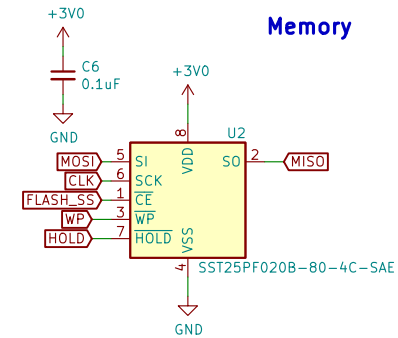 +3V0
Memory
C6
0.1uF
GND
+3V0
8
U2
VDD
MOSI 5 SI
SO 2 MISO
CLK 6 SCK
FLASH_SS 1 CE
WP 3 WP
HOLD 7 HOLD
VSS
4
SST25PF020B-80-4C-SAE
GND